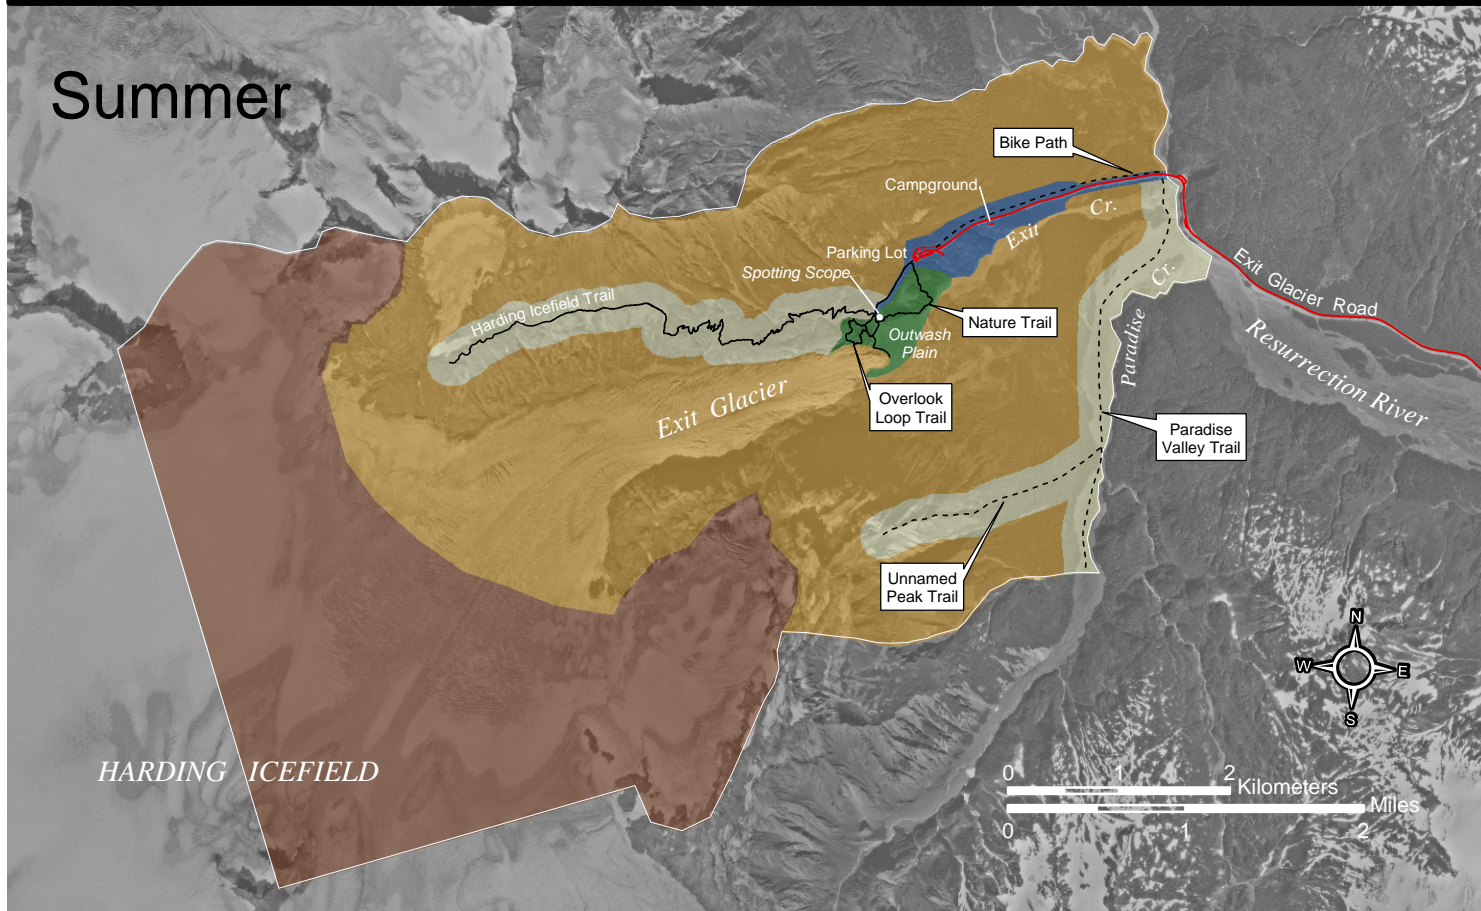 Summer
Bike Path
Campground
Exit Cr.
Parking Lot
Spotting Scope
Harding Icefield Trail
Nature Trail
Outwash
Plain
Exit Glacier
Overlook
Loop Trail
Paradise Cr.
Exit Glacier Road
Resurrection River
Paradise
Valley Trail
Unnamed
Peak Trail
HARDING ICEFIELD
N
W
E
S
0 1 2 Kilometers
Miles
0 1 2